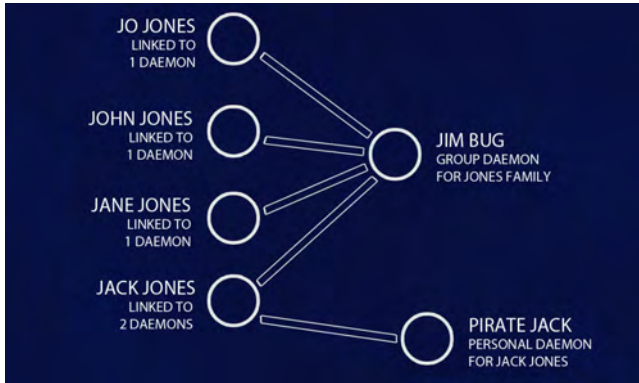 JO JONES
LINKED TO
1 DAEMON
JOHN JONES
LINKED TO
1 DAEMON
JIM BUG
GROUP DAEMON
FOR JONES FAMILY
JANE JONES
LINKED TO
1 DAEMON
JACK JONES
LINKED TO
2 DAEMONS
PIRATE JACK
PERSONAL DAEMON
FOR JACK JONES